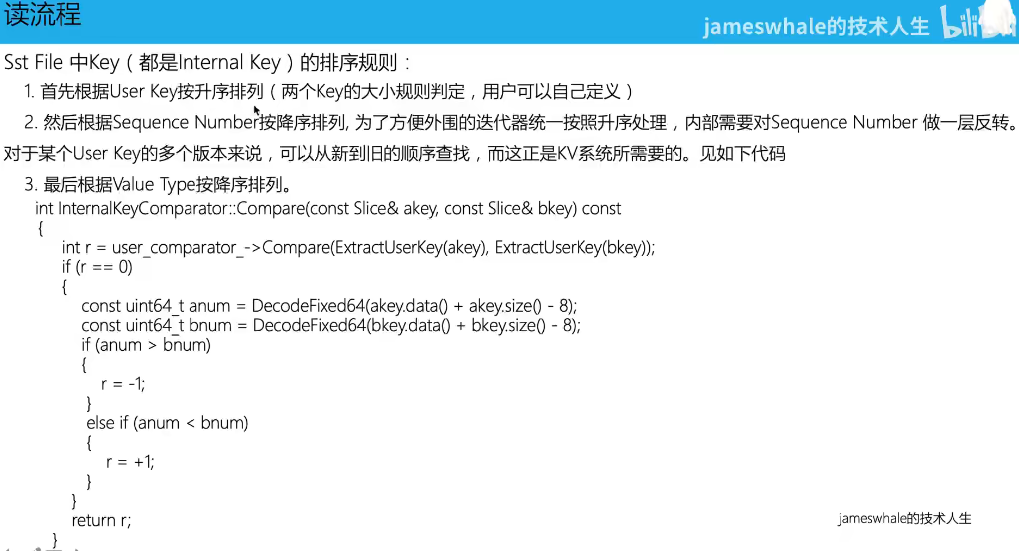 读流程
jameswhale的技术人生 bilibili
Sst File 中Key（都是Internal Key）的排序规则：
1. 首先根据User Key按升序排列（两个Key的大小规则判定，用户可以自己定义）
2. 然后根据Sequence Number按降序排列, 为了方便外围的迭代器统一按照升序处理，内部需要对Sequence Number 做一层反转。
对于某个User Key的多个版本来说，可以从新到旧的顺序查找，而这正是KV系统所需要的。见如下代码
3. 最后根据Value Type按降序排列。
int InternalKeyComparator::Compare(const Slice& akey, const Slice& bkey) const
{
int r = user_comparator_->Compare(ExtractUserKey(akey), ExtractUserKey(bkey));
if (r == 0)
{
const uint64_t anum = DecodeFixed64(akey.data() + akey.size() - 8);
const uint64_t bnum = DecodeFixed64(bkey.data() + bkey.size() - 8);
if (anum > bnum)
{
r = -1;
}
else if (anum < bnum)
{
r = +1;
}
}
return r;
}
jameswhale的技术人生